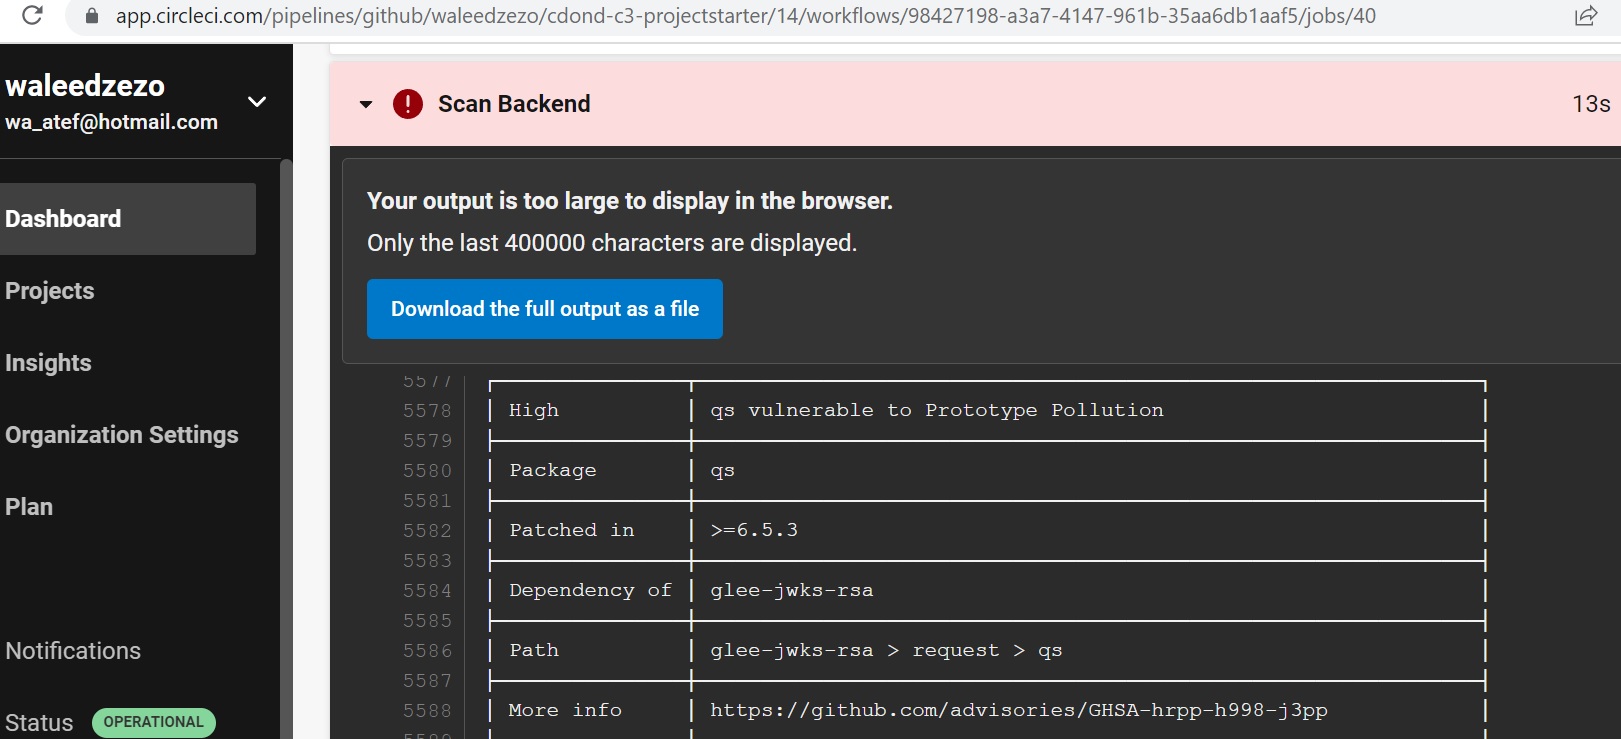 app.circleci.com/pipelines/github/waleedzezo/cdond-c3-projectstarter/14/workflows/98427198-a3a7-4147-961b-35aa6db1aaf5/jobs/40
waleedzezo
wa_atef@hotmail.com
Dashboard
Projects
Insights
Organization Settings
Plan
Notifications
Status OPERATIONAL
Scan Backend 13s
Your output is too large to display in the browser.
Only the last 400000 characters are displayed.
Download the full output as a file
5577
5578 | High | qs vulnerable to Prototype Pollution |
5579
5580 | Package | qs |
5581
5582 | Patched in | >=6.5.3 |
5583
5584 | Dependency of | glee-jwks-rsa |
5585
5586 | Path | glee-jwks-rsa > request > qs |
5587
5588 | More info | https://github.com/advisories/GHSA-hrpp-h998-j3pp |
5589